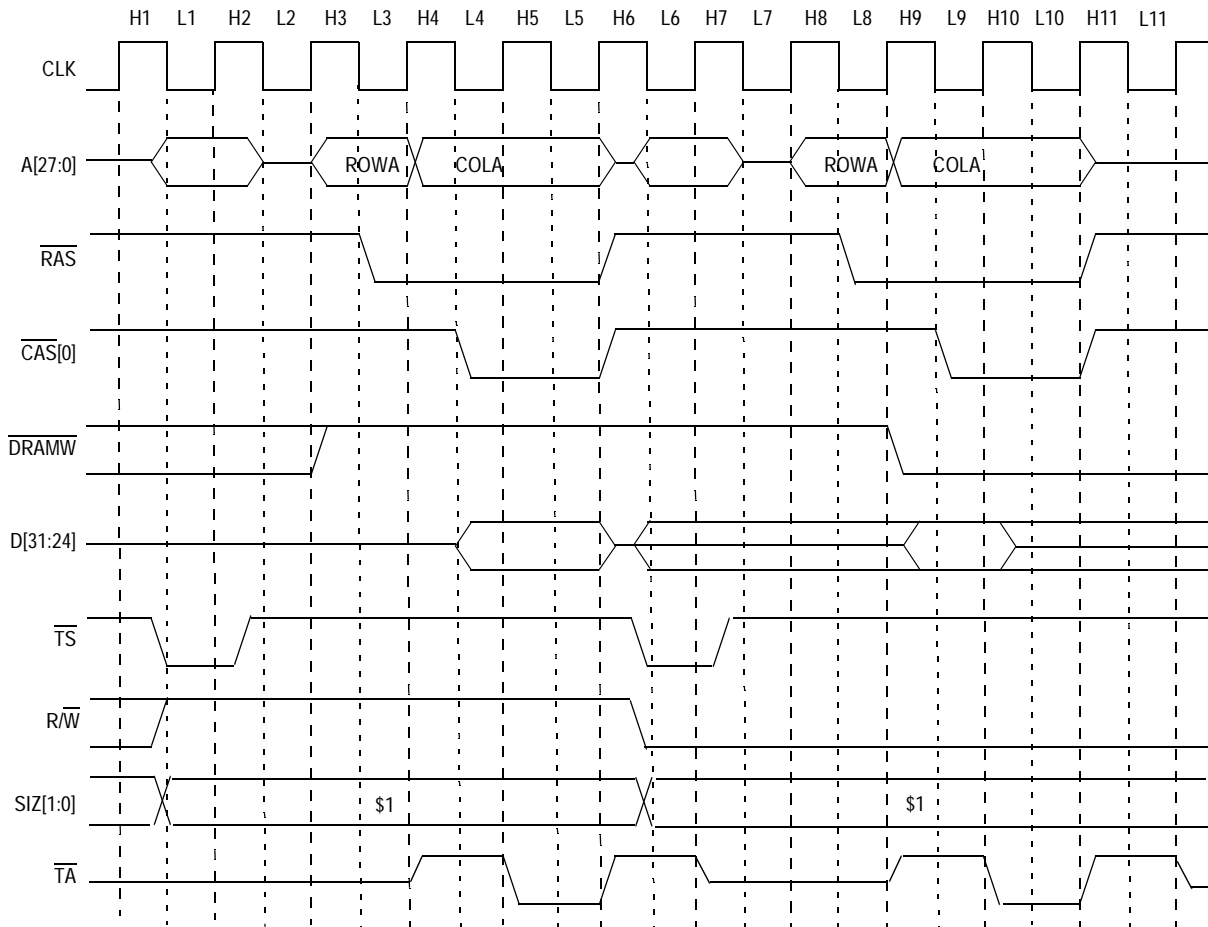 H1 L1 H2 L2 H3 L3 H4 L4 H5 L5 H6 L6 H7 L7 H8 L8 H9 L9 H10 L10 H11 L11
CLK
A[27:0] ROWA COLA ROWA COLA
RAS
CAS[0]
DRAMW
D[31:24]
TS
R/W
SIZ[1:0] $1 $1
TA